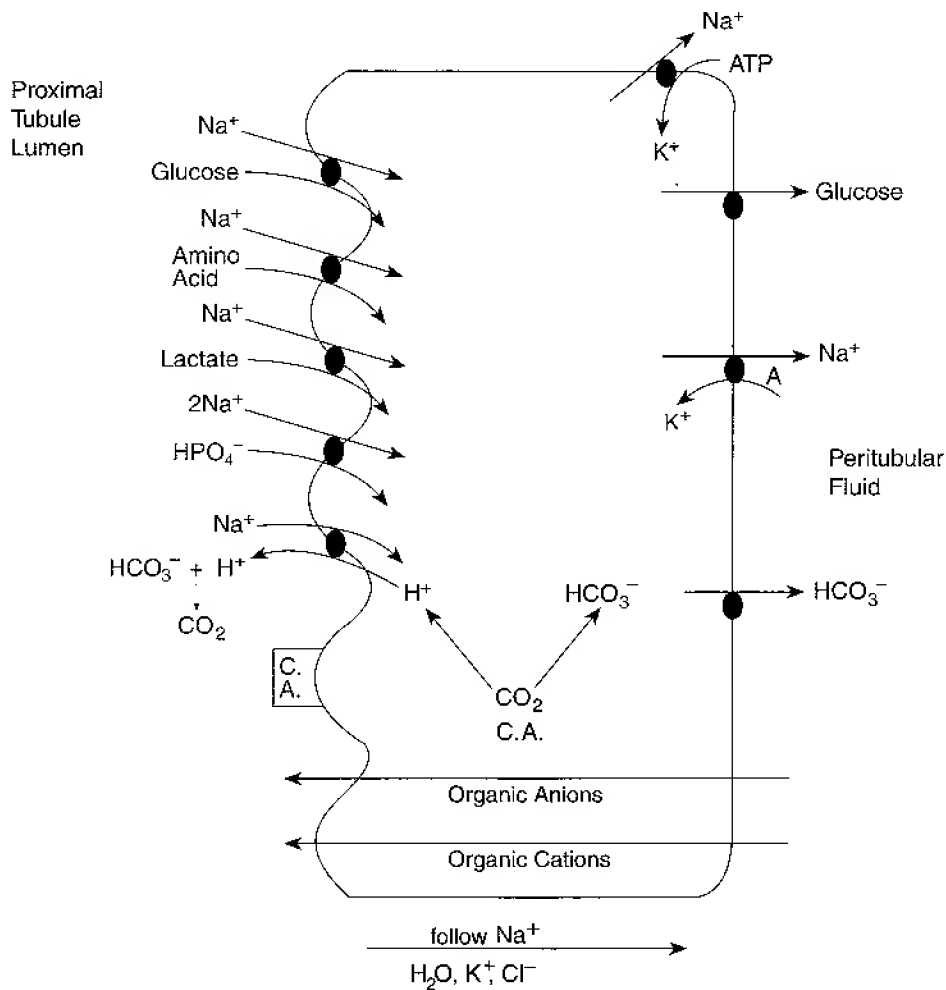 Na⁺
ATP
K⁺
Proximal
Tubule
Lumen
Na⁺
Glucose
Glucose
Na⁺
Amino
Acid
Na⁺
Lactate
Na⁺
A
K⁺
2Na⁺
HPO₄⁻
Peritubular
Fluid
Na⁺
HCO₃⁻ + H⁺
CO₂
H⁺
HCO₃⁻
HCO₃⁻
C.
A.
CO₂
C.A.
Organic Anions
Organic Cations
follow Na⁺
H₂O, K⁺, Cl⁻